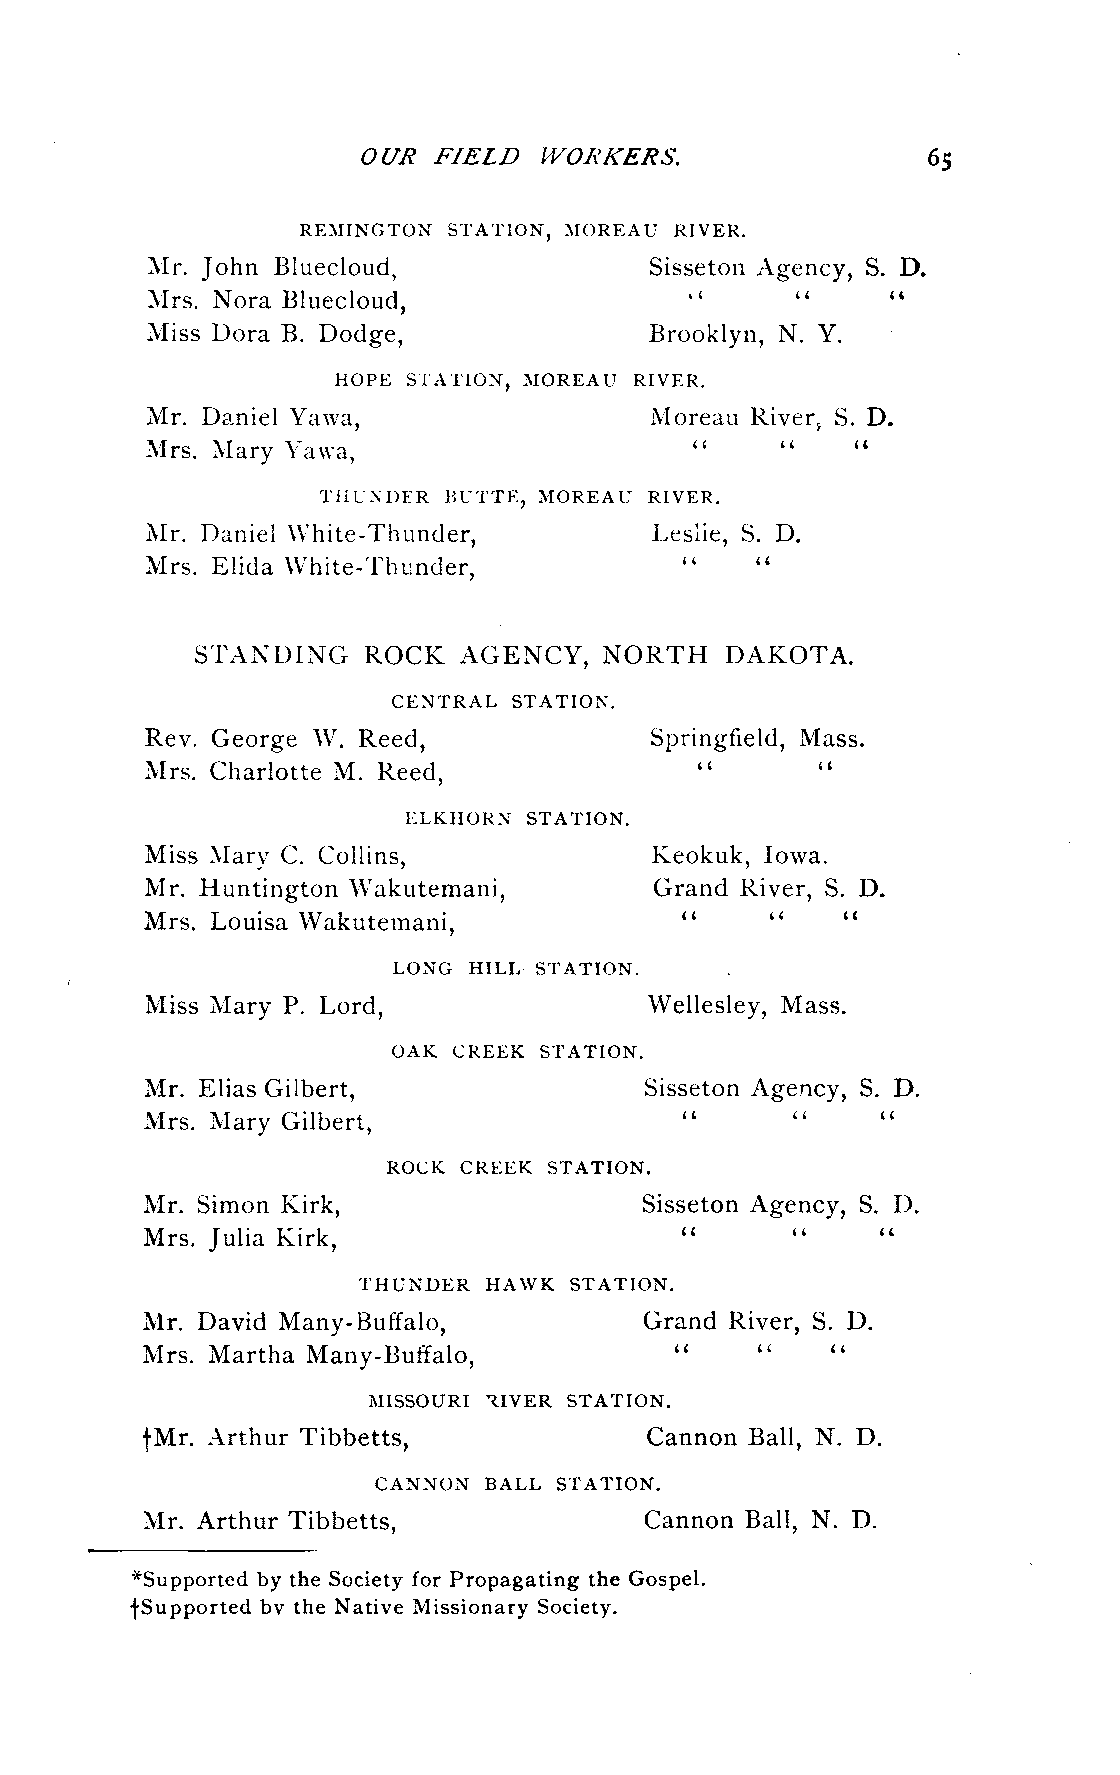 OUR FIELD WORKERS. 65
REMINGTON STATION, MOREAU RIVER.
Mr. John Bluecloud, Sisseton Agency, S. D.
Mrs. Nora Bluecloud, “ “ “
Miss Dora B. Dodge, Brooklyn, N. Y.
HOPE STATION, MOREAU RIVER.
Mr. Daniel Yawa, Moreau River, S. D.
Mrs. Mary Yawa, “ “ “
THUNDER BUTTE, MOREAU RIVER.
Mr. Daniel White-Thunder, Leslie, S. D.
Mrs. Elida White-Thunder, “ “
STANDING ROCK AGENCY, NORTH DAKOTA.
CENTRAL STATION.
Rev. George W. Reed, Springfield, Mass.
Mrs. Charlotte M. Reed, “ “
ELKHORN STATION.
Miss Mary C. Collins, Keokuk, Iowa.
Mr. Huntington Wakutemani, Grand River, S. D.
Mrs. Louisa Wakutemani, “ “ “
LONG HILL STATION.
Miss Mary P. Lord, Wellesley, Mass.
OAK CREEK STATION.
Mr. Elias Gilbert, Sisseton Agency, S. D.
Mrs. Mary Gilbert, “ “ “
ROCK CREEK STATION.
Mr. Simon Kirk, Sisseton Agency, S. D.
Mrs. Julia Kirk, “ “ “
THUNDER HAWK STATION.
Mr. David Many-Buffalo, Grand River, S. D.
Mrs. Martha Many-Buffalo, “ “ “
MISSOURI RIVER STATION.
†Mr. Arthur Tibbetts, Cannon Ball, N. D.
CANNON BALL STATION.
Mr. Arthur Tibbetts, Cannon Ball, N. D.
*Supported by the Society for Propagating the Gospel.
†Supported by the Native Missionary Society.